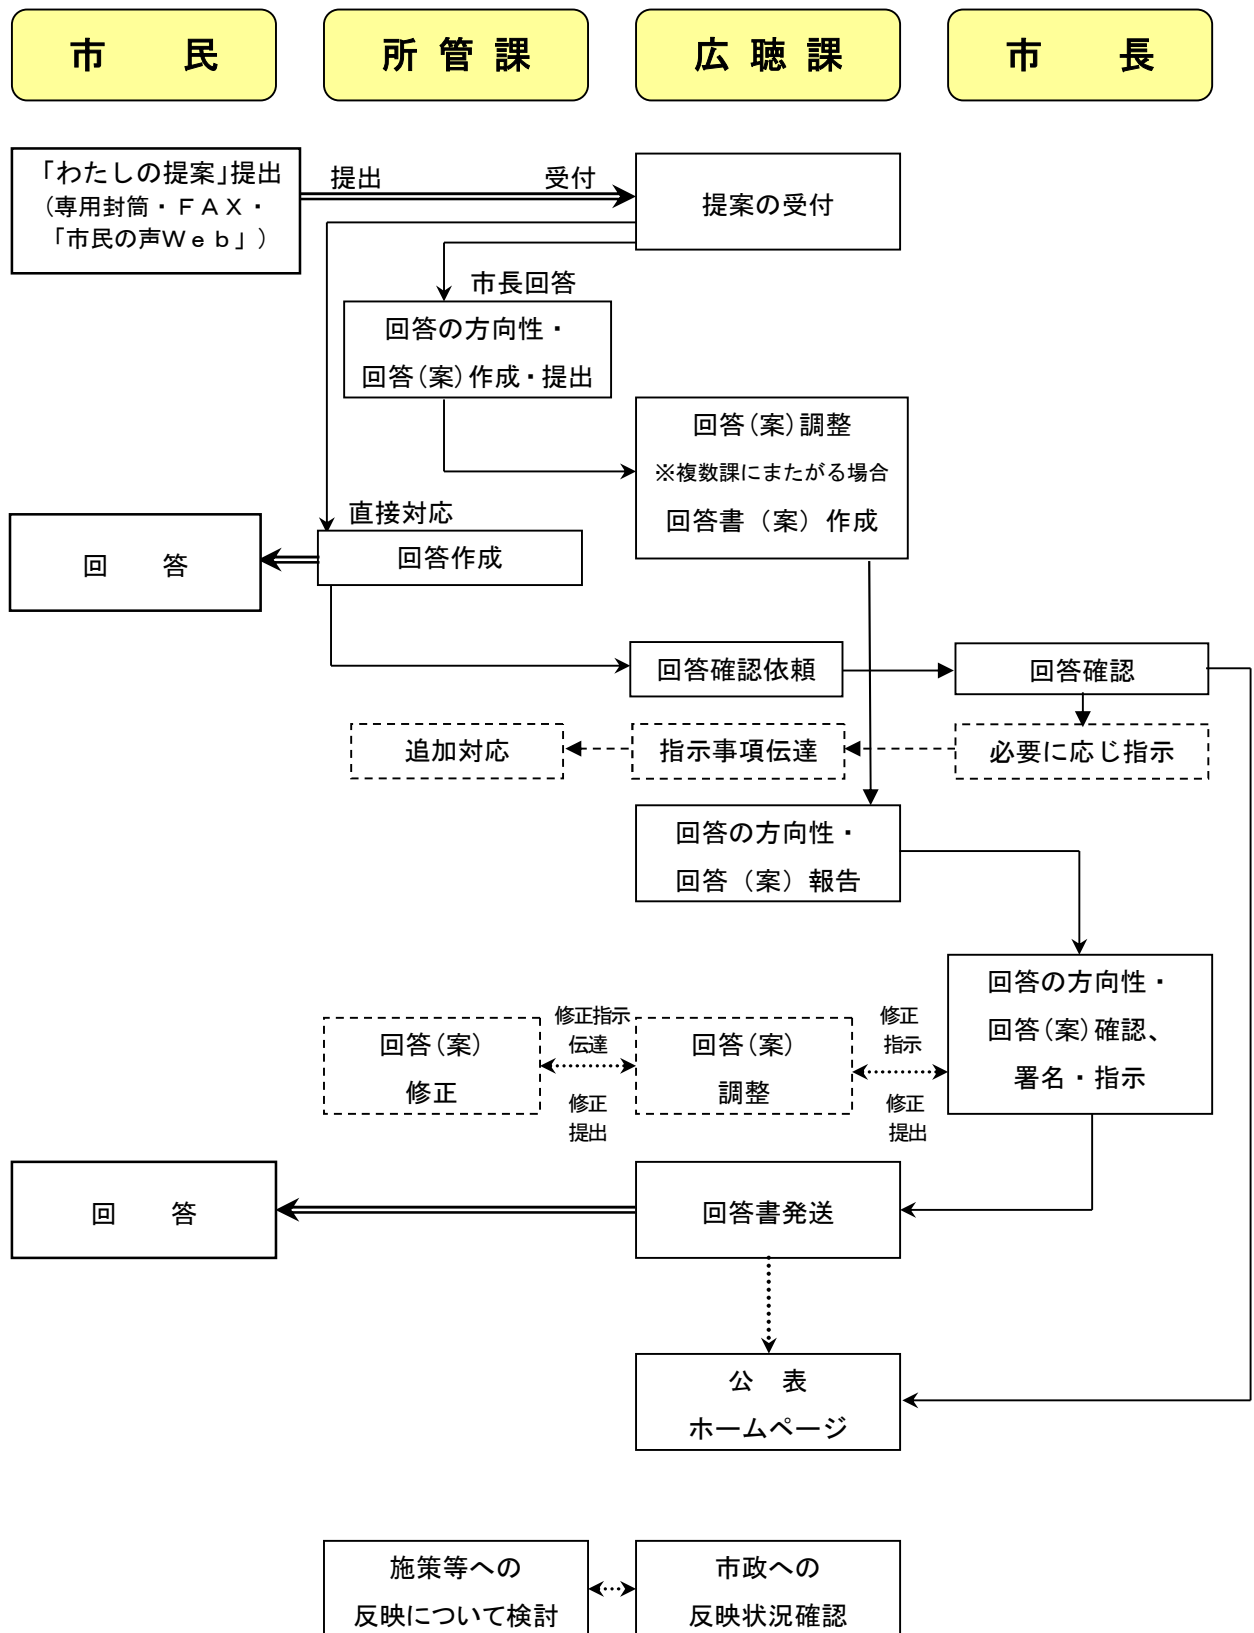 市　　民
所 管 課
広 聴 課
市　　長
「わたしの提案」提出
（専用封筒・ＦＡＸ・
「市民の声Ｗｅｂ」）
提出
受付
提案の受付
市長回答
回答の方向性・
回答（案）作成・提出
回答（案）調整
※複数課にまたがる場合
回答書（案）作成
直接対応
回答作成
回　　答
回答確認依頼
回答確認
追加対応
指示事項伝達
必要に応じ指示
回答の方向性・
回答（案）報告
回答の方向性・
回答（案）確認、
署名・指示
回答（案）
修正
修正指示
伝達
修正
提出
回答（案）
調整
修正
指示
修正
提出
回　　答
回答書発送
公　表
ホームページ
施策等への
反映について検討
市政への
反映状況確認